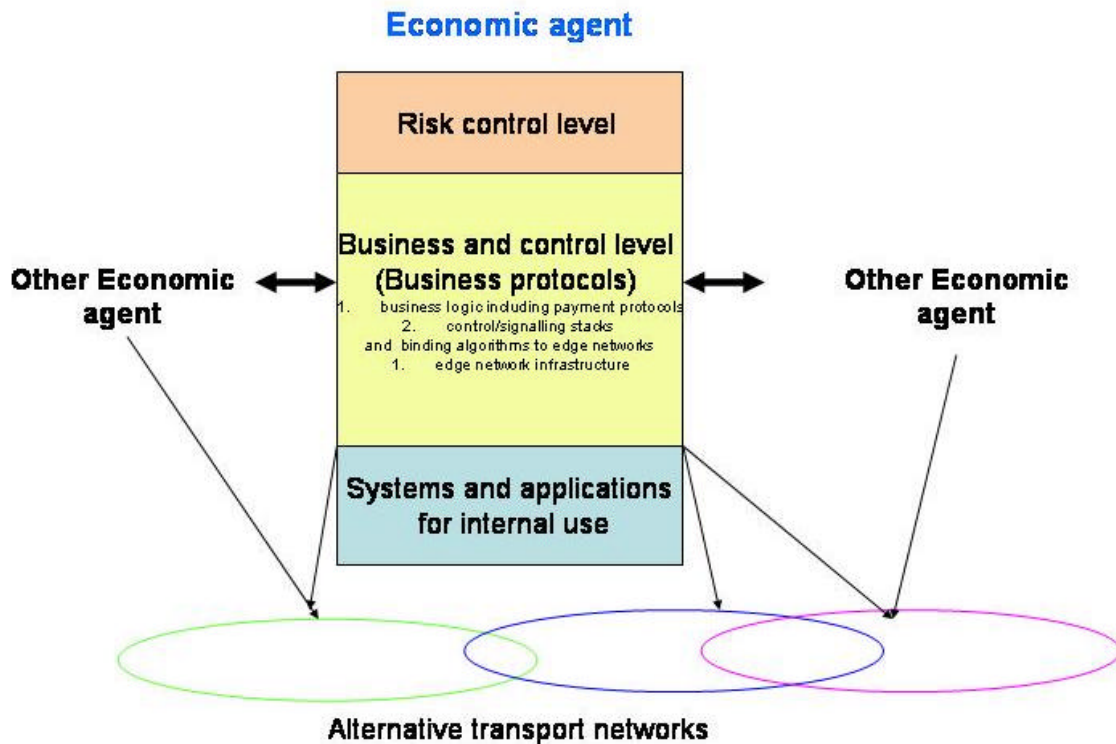 Economic agent
Risk control level
Business and control level
(Business protocols)
1. business logic including payment protocols
2. control/signalling stacks
and binding algorithms to edge networks
1. edge network infrastructure
Other Economic
agent
Other Economic
agent
Systems and applications
for internal use
Alternative transport networks